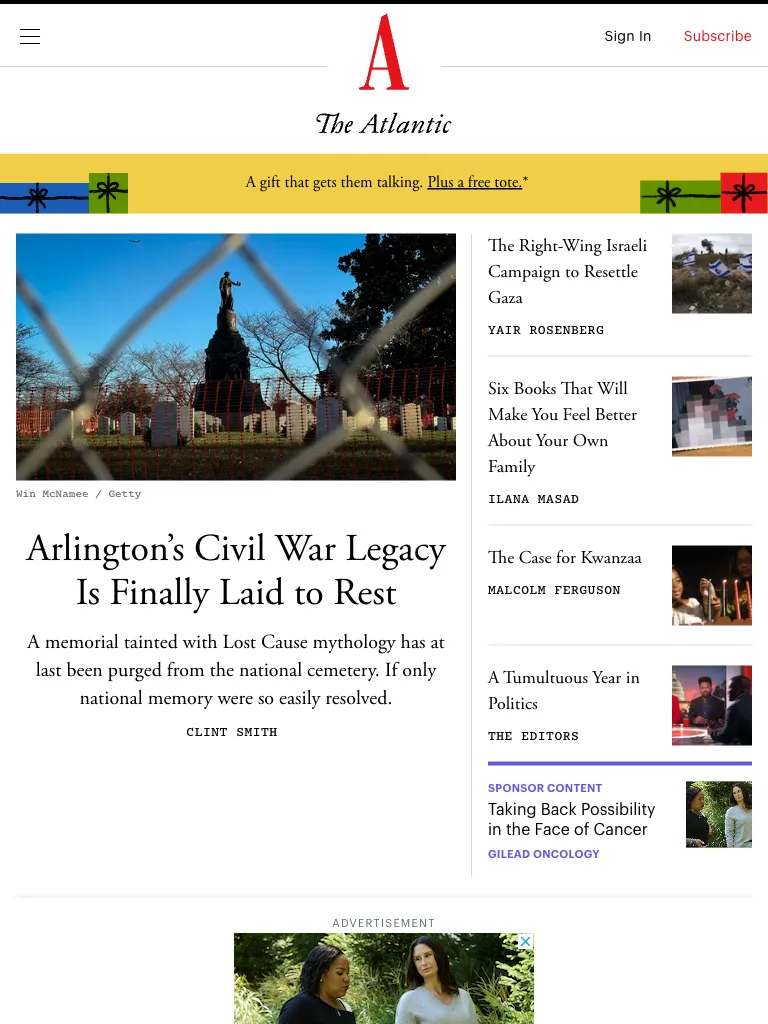 Sign In
Subscribe
A
The Atlantic
A gift that gets them talking. Plus a free tote.*
Win McNamee / Getty
Arlington’s Civil War Legacy
Is Finally Laid to Rest
A memorial tainted with Lost Cause mythology has at
last been purged from the national cemetery. If only
national memory were so easily resolved.
CLINT SMITH
The Right-Wing Israeli
Campaign to Resettle
Gaza
YAIR ROSENBERG
Six Books That Will
Make You Feel Better
About Your Own
Family
ILANA MASAD
The Case for Kwanzaa
MALCOLM FERGUSON
A Tumultuous Year in
Politics
THE EDITORS
SPONSOR CONTENT
Taking Back Possibility
in the Face of Cancer
GILEAD ONCOLOGY
ADVERTISEMENT